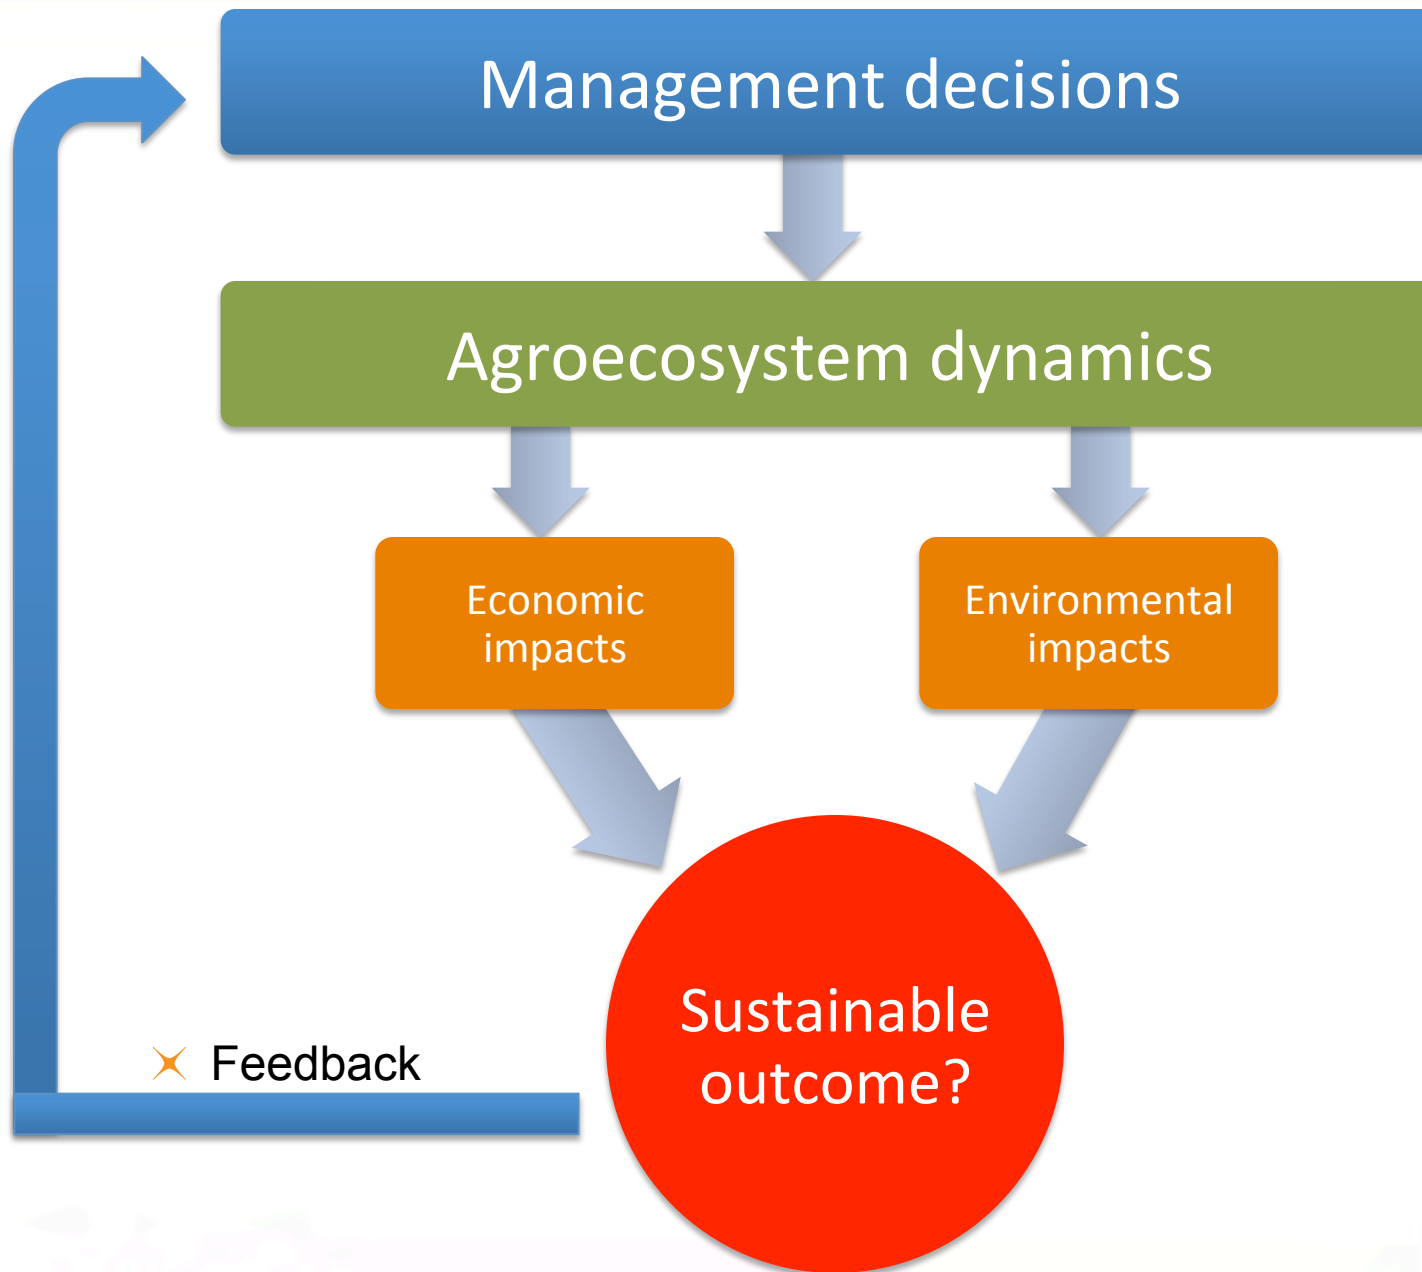 Management decisions
Agroecosystem dynamics
Economic
impacts
Environmental
impacts
Sustainable
outcome?
Feedback